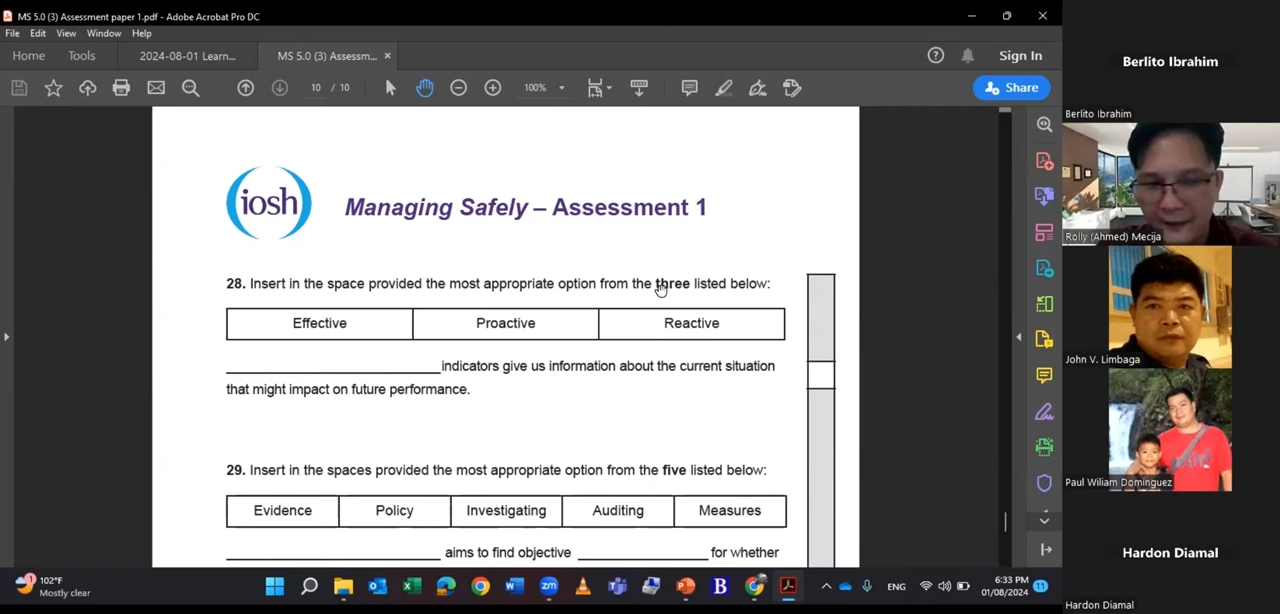 MS 5.0 (3) Assessment paper 1.pdf - Adobe Acrobat Pro DC
File Edit View Window Help
Home Tools 2024-08-01 Learn... MS 5.0 (3) Assessm... ×
Sign In
10 / 10 100% Share
iosh
Managing Safely – Assessment 1
28. Insert in the space provided the most appropriate option from the three listed below:
Effective Proactive Reactive
indicators give us information about the current situation
that might impact on future performance.
29. Insert in the spaces provided the most appropriate option from the five listed below:
Evidence Policy Investigating Auditing Measures
aims to find objective for whether
Berlito Ibrahim
Berlito Ibrahim
Rolly (Ahmed) Mecija
John V. Limbaga
Paul Wiliam Dominguez
Hardon Diamal
Hardon Diamal
1 102°F
Mostly clear
ENG
6:33 PM
01/08/2024
11